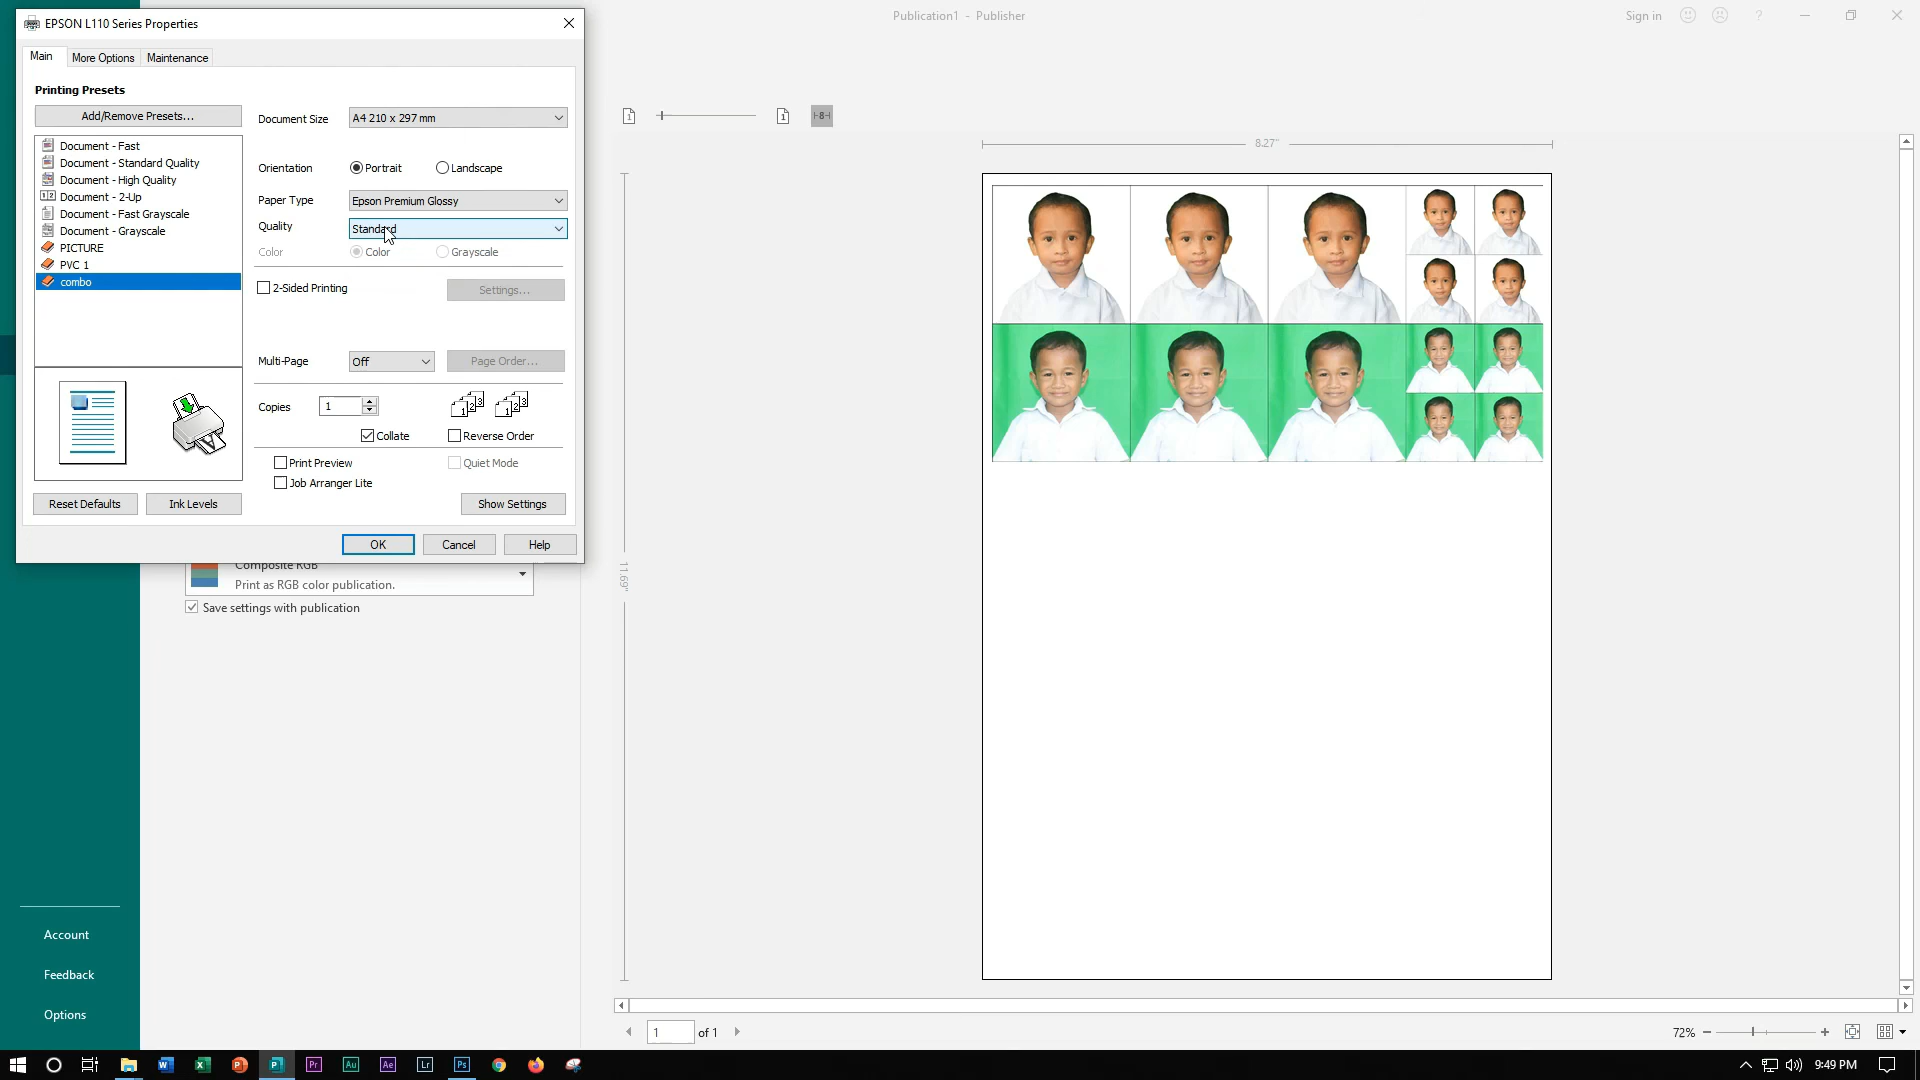 EPSON L110 Series Properties
Main More Options Maintenance
Printing Presets
Add/Remove Presets...
Document - Fast
Document - Standard Quality
Document - High Quality
Document - 2-Up
Document - Fast Grayscale
Document - Grayscale
PICTURE
PVC 1
combo
Reset Defaults Ink Levels
Document Size A4 210 x 297 mm
Orientation Portrait Landscape
Paper Type Epson Premium Glossy
Quality Standard
Color Color Grayscale
2-Sided Printing Settings...
Multi-Page Off Page Order...
Copies 1
Collate Reverse Order
Print Preview Quiet Mode
Job Arranger Lite
Show Settings
OK Cancel Help
Composite RGB
Print as RGB color publication.
Save settings with publication
Account
Feedback
Options
Publication1 - Publisher
Sign in
8.27"
11.69"
1 of 1
72%
9:49 PM